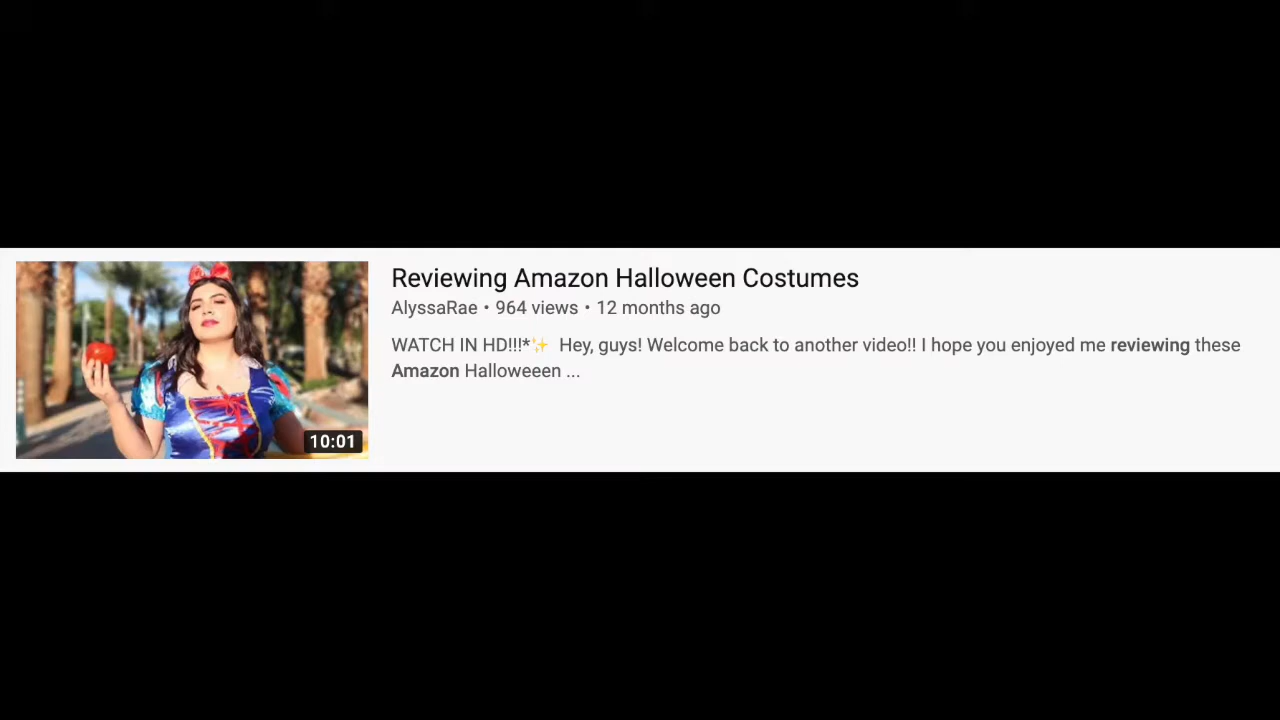 Reviewing Amazon Halloween Costumes
AlyssaRae • 964 views • 12 months ago
WATCH IN HD!!!*✨ Hey, guys! Welcome back to another video!! I hope you enjoyed me reviewing these
Amazon Halloweeen ...
10:01